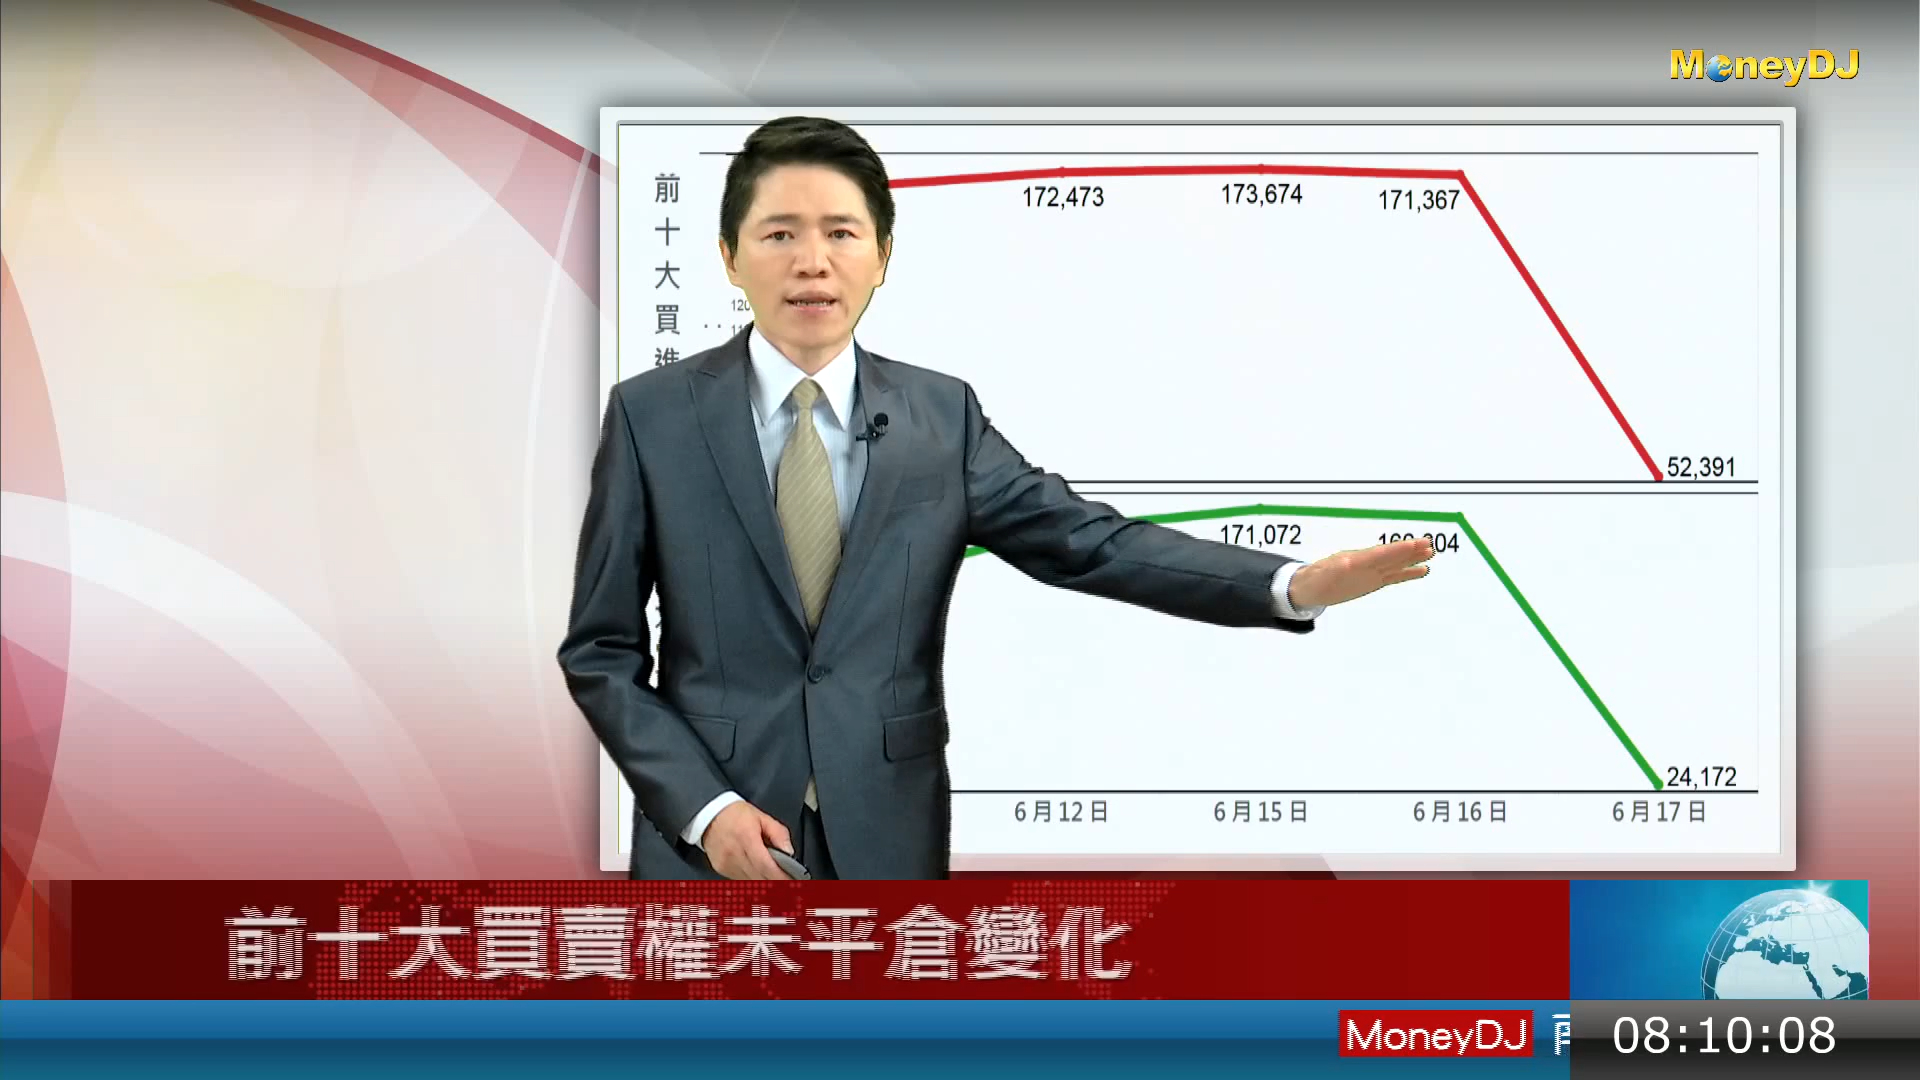 MoneyDJ
前十大買進
172,473
173,674
171,367
52,391
171,072
24,172
6月12日
6月15日
6月16日
6月17日
前十大買賣權未平倉變化
MoneyDJ
08:10:08